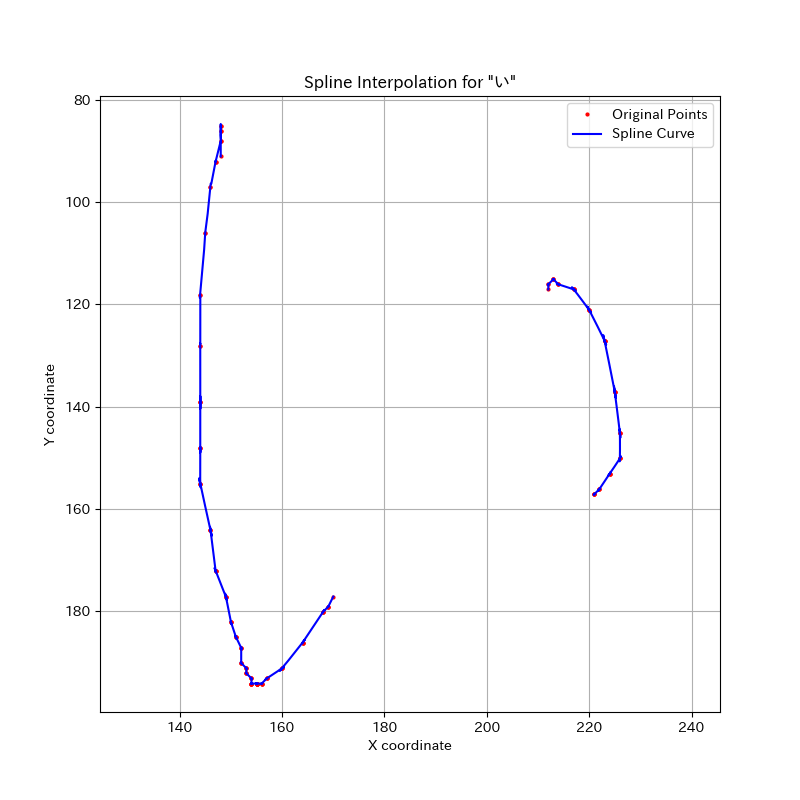 Spline Interpolation for "い"
Original Points
Spline Curve
80
100
120
140
160
180
Y coordinate
140 160 180 200 220 240
X coordinate